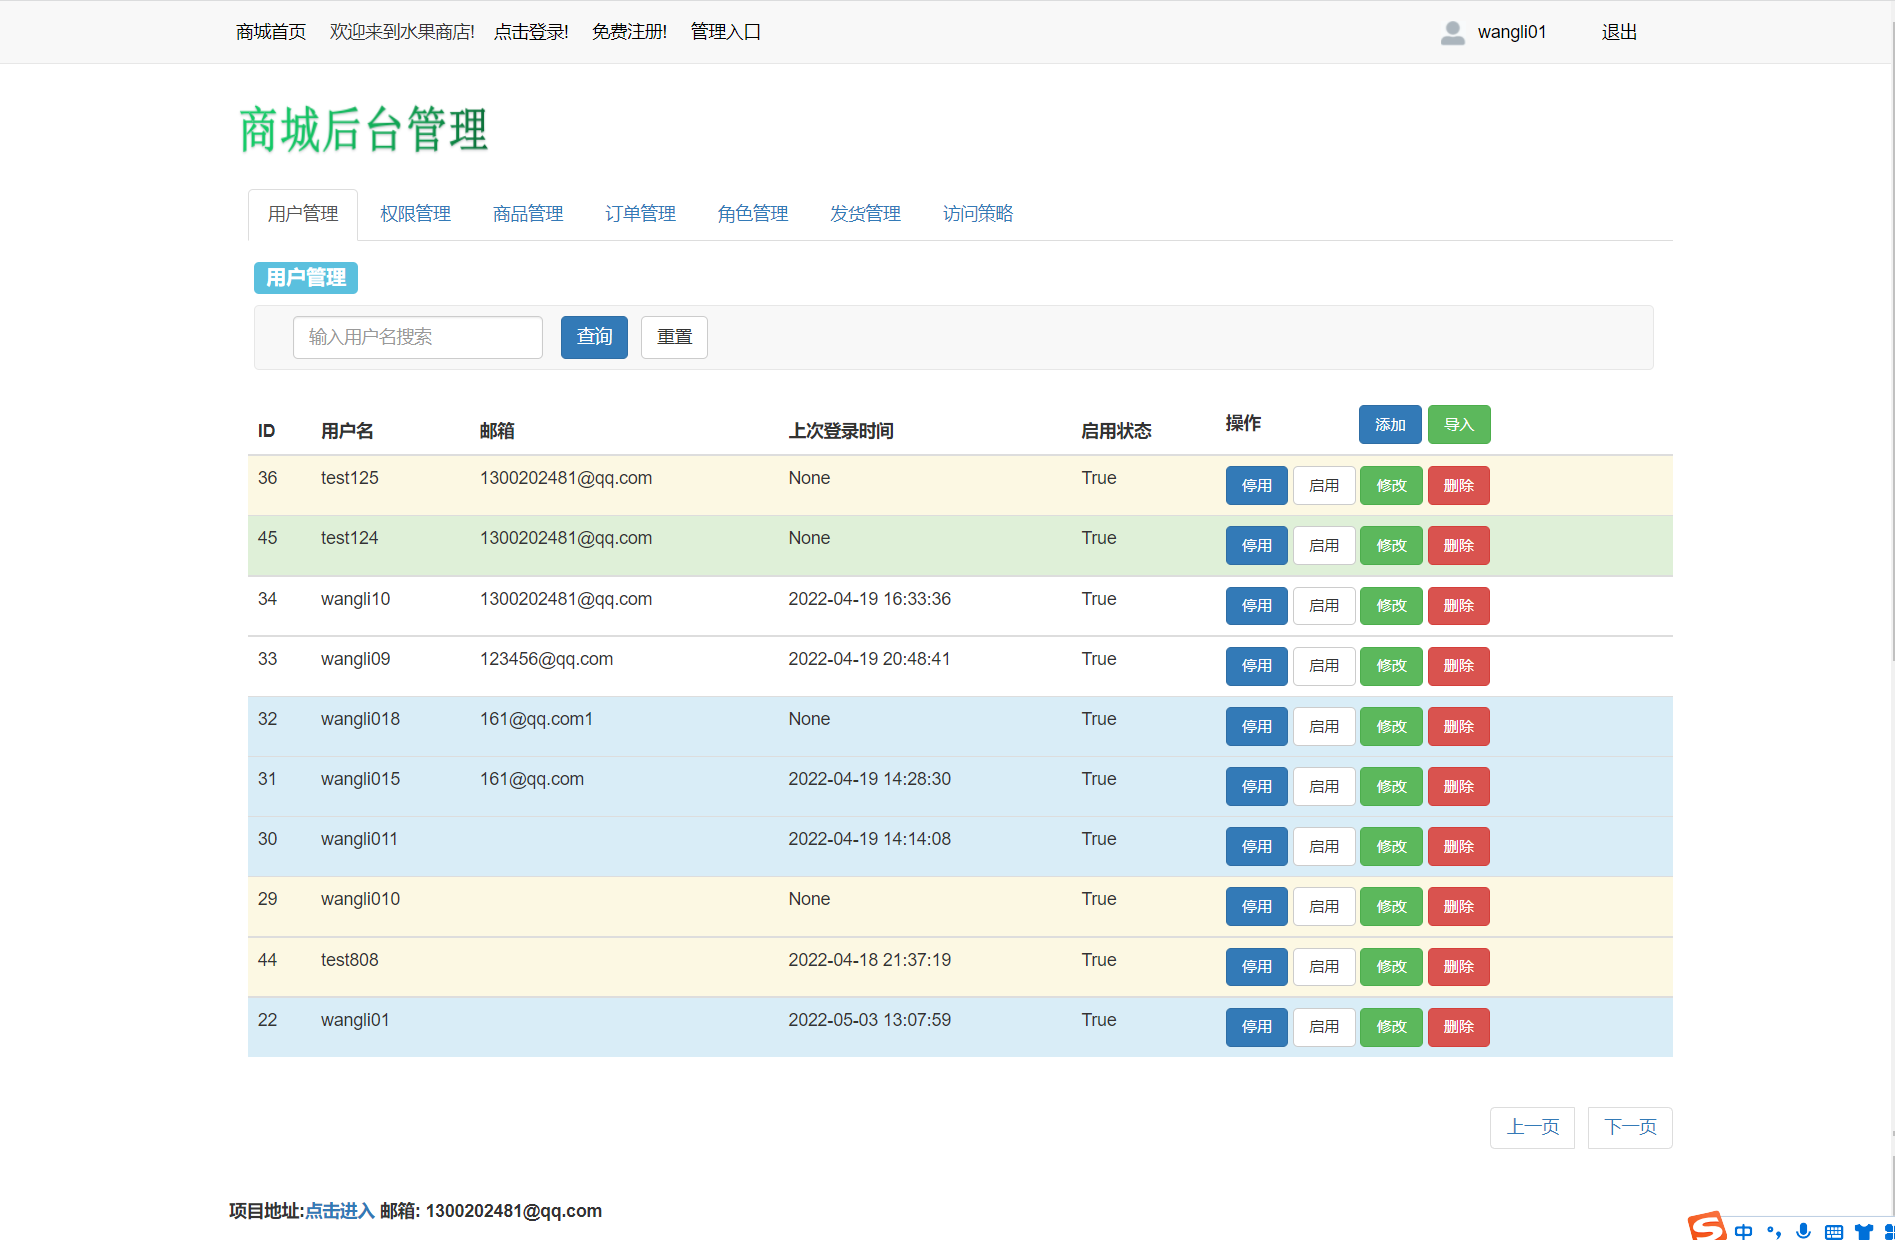 商城首页 欢迎来到水果商店! 点击登录! 免费注册! 管理入口 wangli01 退出
商城后台管理
用户管理 权限管理 商品管理 订单管理 角色管理 发货管理 访问策略
用户管理
输入用户名搜索 查询 重置
ID 用户名 邮箱 上次登录时间 启用状态 操作 添加 导入
36 test125 1300202481@qq.com None True 停用 启用 修改 删除
45 test124 1300202481@qq.com None True 停用 启用 修改 删除
34 wangli10 1300202481@qq.com 2022-04-19 16:33:36 True 停用 启用 修改 删除
33 wangli09 123456@qq.com 2022-04-19 20:48:41 True 停用 启用 修改 删除
32 wangli018 161@qq.com1 None True 停用 启用 修改 删除
31 wangli015 161@qq.com 2022-04-19 14:28:30 True 停用 启用 修改 删除
30 wangli011 2022-04-19 14:14:08 True 停用 启用 修改 删除
29 wangli010 None True 停用 启用 修改 删除
44 test808 2022-04-18 21:37:19 True 停用 启用 修改 删除
22 wangli01 2022-05-03 13:07:59 True 停用 启用 修改 删除
上一页 下一页
项目地址:点击进入 邮箱: 1300202481@qq.com
中